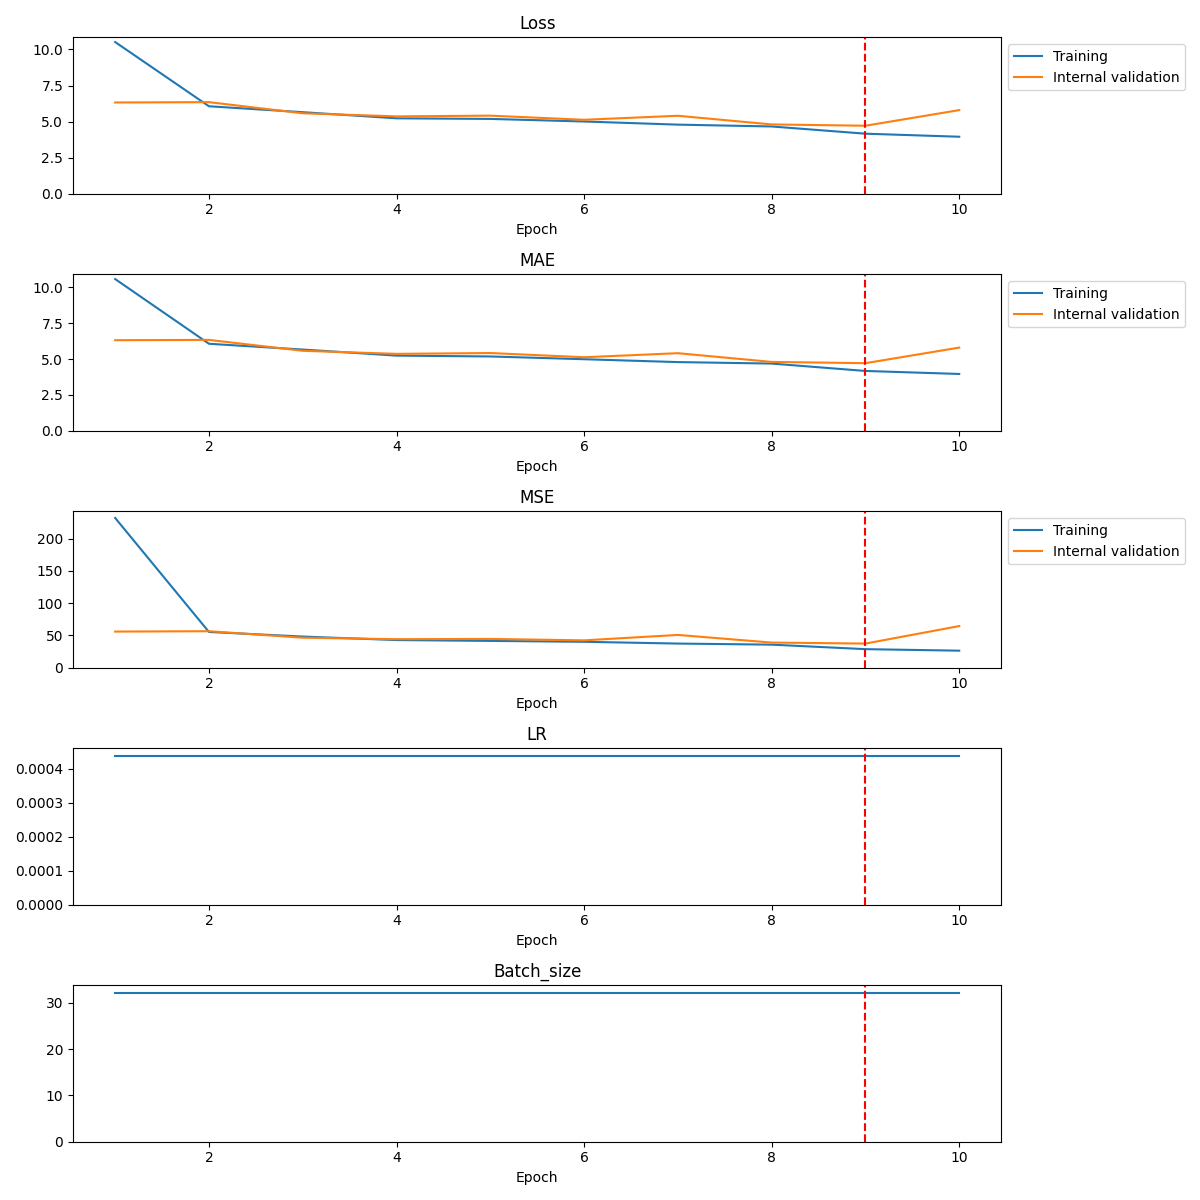 Loss
10.0
7.5
5.0
2.5
0.0
2 4 6 8 10
Epoch
Training
Internal validation
MAE
10.0
7.5
5.0
2.5
0.0
2 4 6 8 10
Epoch
Training
Internal validation
MSE
200
150
100
50
0
2 4 6 8 10
Epoch
Training
Internal validation
LR
0.0004
0.0003
0.0002
0.0001
0.0000
2 4 6 8 10
Epoch
Batch_size
30
20
10
0
2 4 6 8 10
Epoch